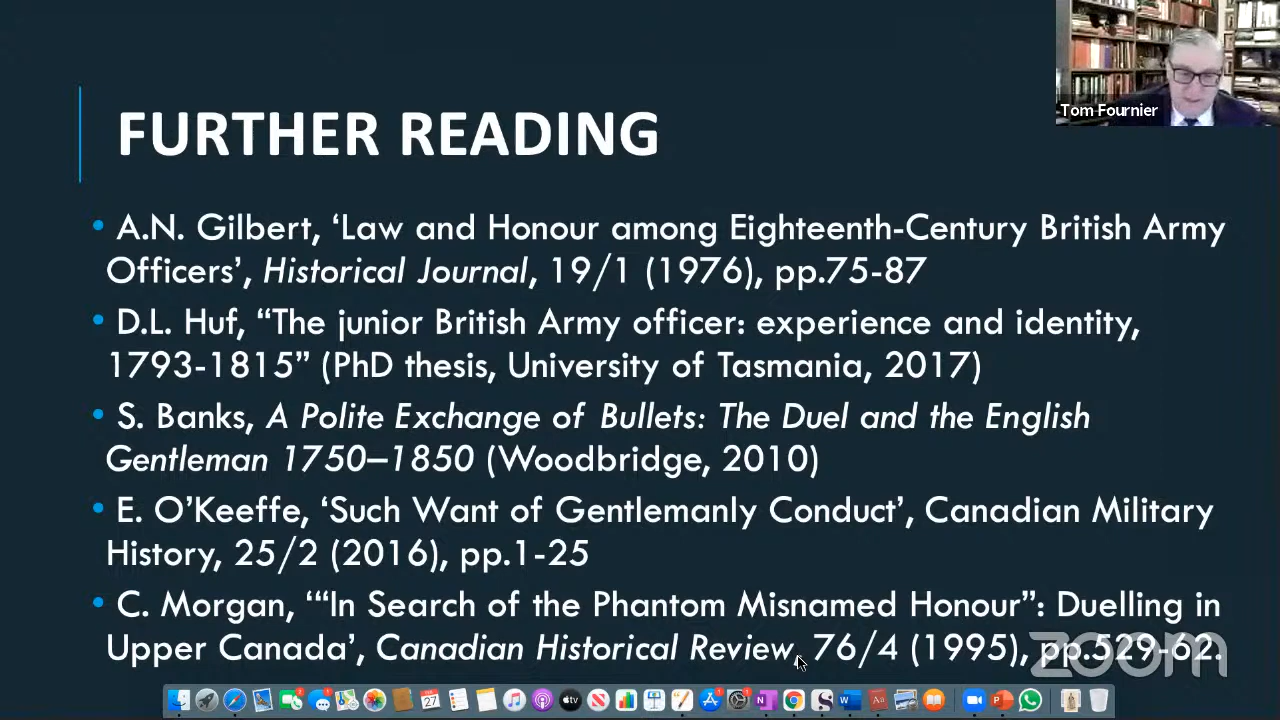 Tom Fournier
FURTHER READING
• A.N. Gilbert, ‘Law and Honour among Eighteenth-Century British Army
Officers’, Historical Journal, 19/1 (1976), pp.75-87
• D.L. Huf, “The junior British Army officer: experience and identity,
1793-1815” (PhD thesis, University of Tasmania, 2017)
• S. Banks, A Polite Exchange of Bullets: The Duel and the English
Gentleman 1750–1850 (Woodbridge, 2010)
• E. O’Keeffe, ‘Such Want of Gentlemanly Conduct’, Canadian Military
History, 25/2 (2016), pp.1-25
• C. Morgan, ‘“In Search of the Phantom Misnamed Honour”: Duelling in
Upper Canada’, Canadian Historical Review, 76/4 (1995), pp.529-62.
zoom
27